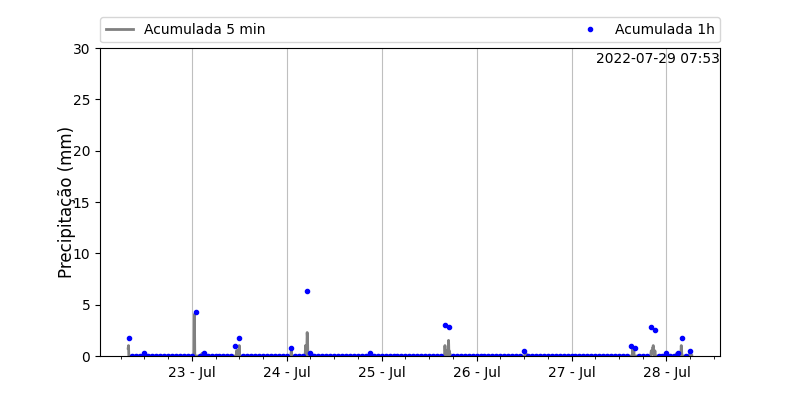 Acumulada 5 min
Acumulada 1h
2022-07-29 07:53
Precipitação (mm)
30
25
20
15
10
5
0
23 - Jul
24 - Jul
25 - Jul
26 - Jul
27 - Jul
28 - Jul